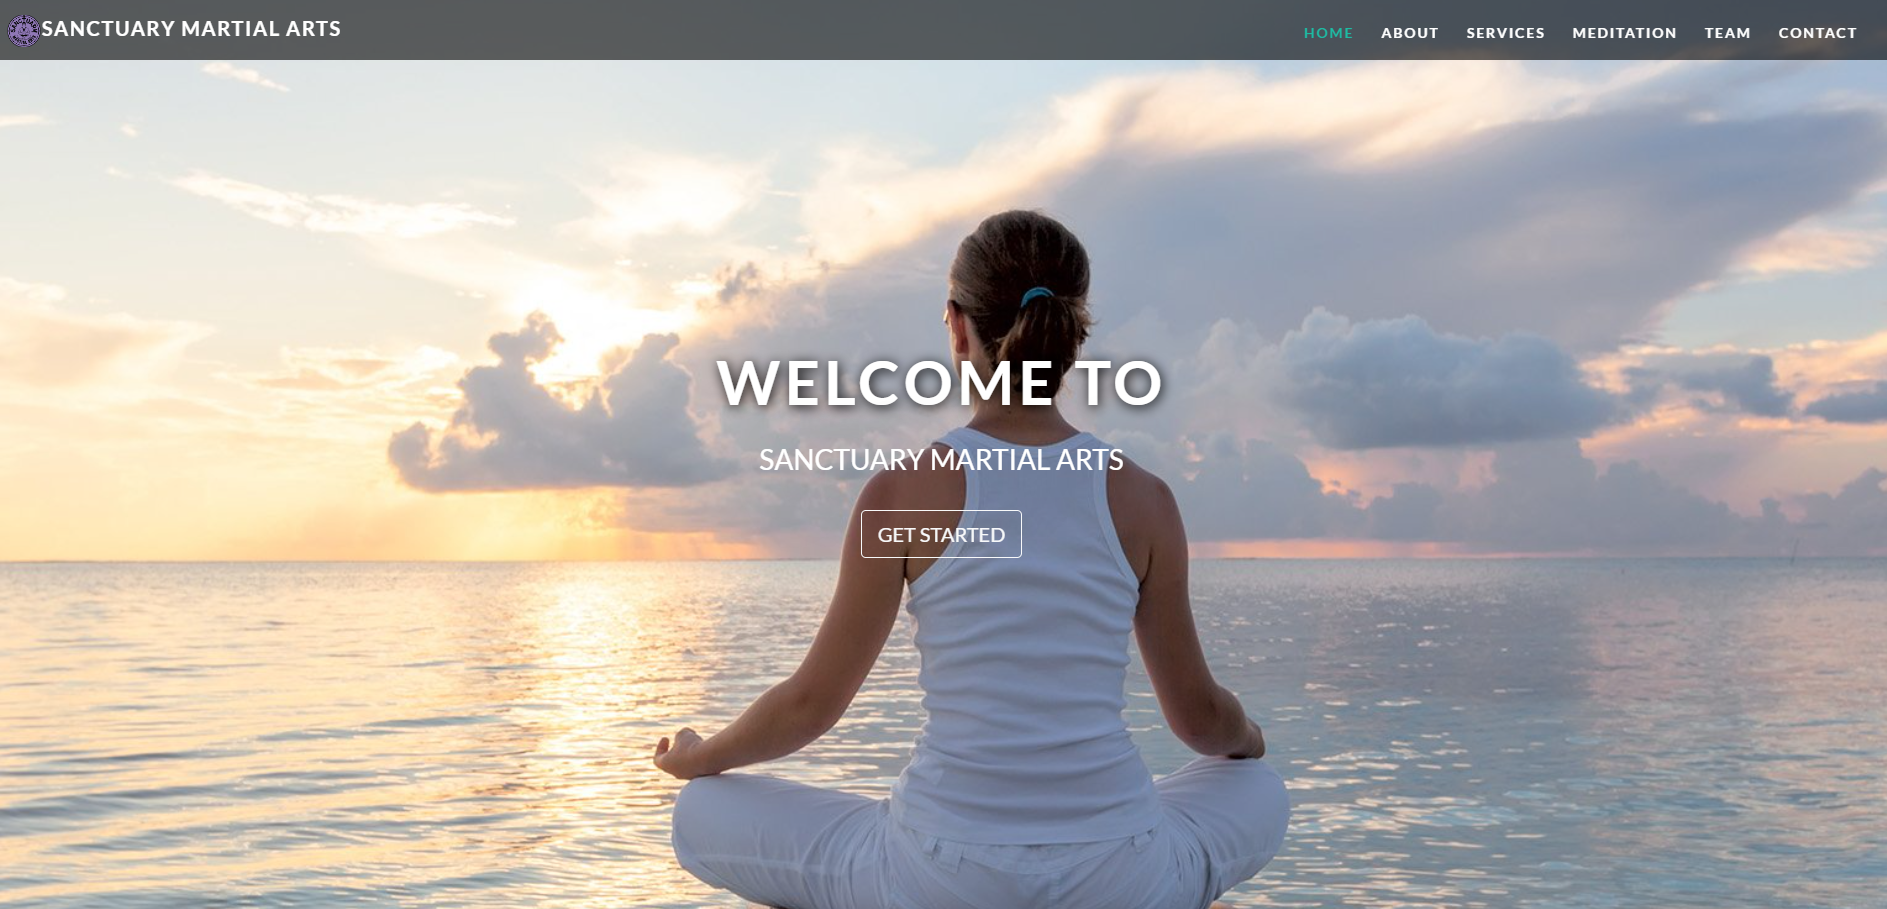 SANCTUARY MARTIAL ARTS
HOME ABOUT SERVICES MEDITATION TEAM CONTACT
WELCOME TO
SANCTUARY MARTIAL ARTS
GET STARTED